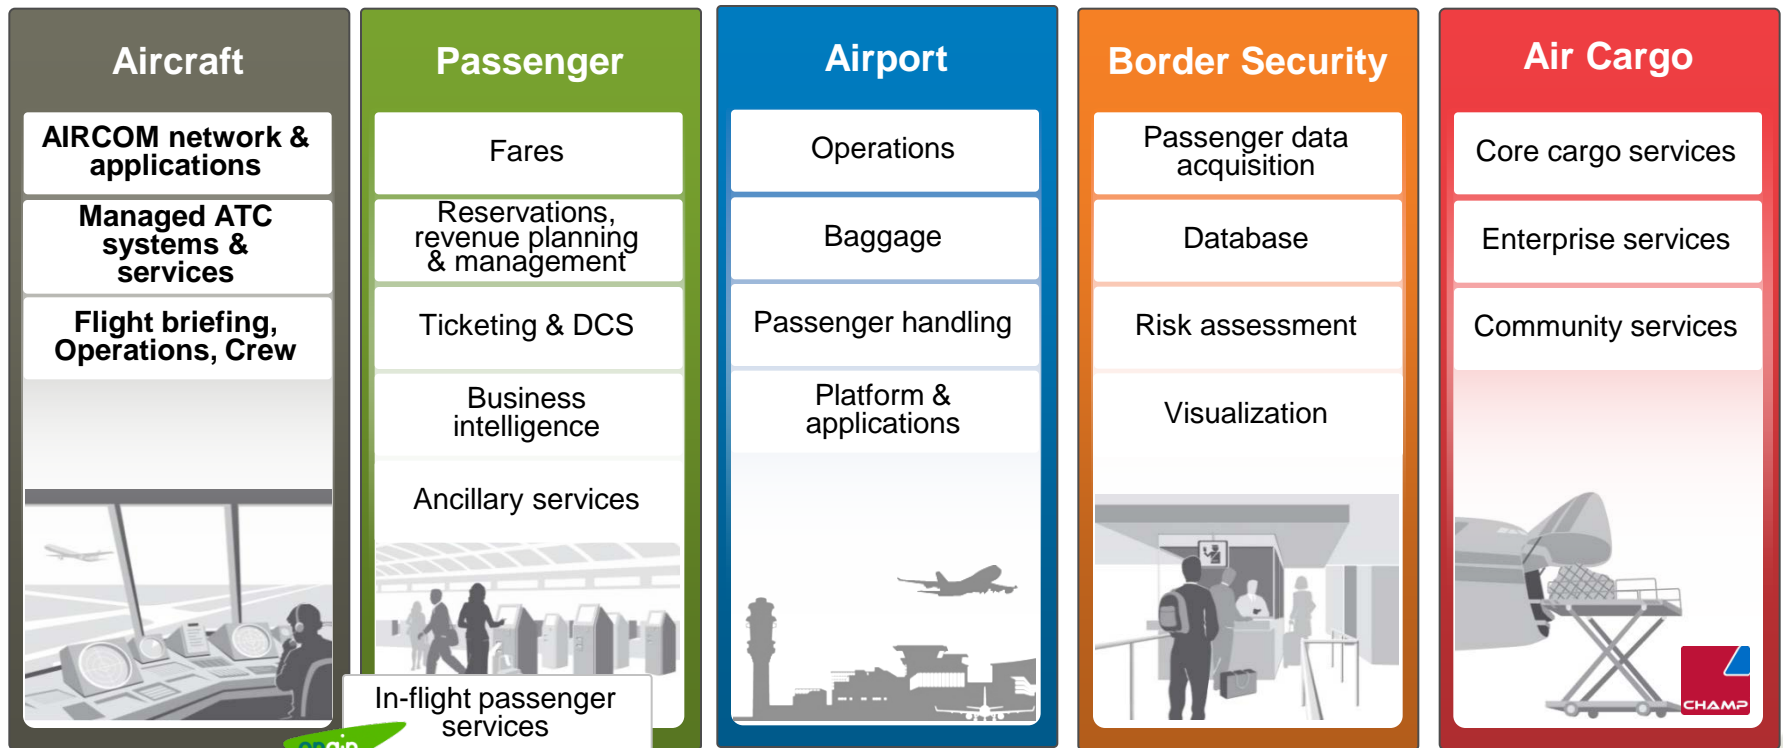 Aircraft
AIRCOM network &
applications
Managed ATC
systems &
services
Flight briefing,
Operations, Crew
Passenger
Fares
Reservations,
revenue planning
& management
Ticketing & DCS
Business
intelligence
Ancillary services
In-flight passenger
services
Airport
Operations
Baggage
Passenger handling
Platform &
applications
Border Security
Passenger data
acquisition
Database
Risk assessment
Visualization
Air Cargo
Core cargo services
Enterprise services
Community services
CHAMP